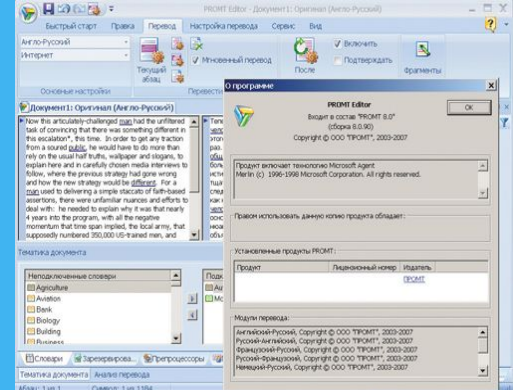 PROMT Editor - Документ1: Оригинал (Англо-Русский)
Быстрый старт Правка Перевод Настройка перевода Сервис Вид
Англо-Русский
Интернет
Основные настройки
Текущий абзац
Мгновенный перевод
После
Включить
Подтверждать
Фрагменты
Документ1: Оригинал (Англо-Русский)
Now this articulately-challenged man had the unfiltered
task of convincing that there was something different in
this escalation", this time. In order to get any traction
from a soured public, he would have to do more than
rely on the usual half truths, wallpaper and slogans, to
explain here and in carefully chosen media interviews to
follow, where the previous strategy had gone wrong
and how the new strategy would be different. For a
man used to delivering a simple staccato of faith-based
assertions, there were unfamiliar nuances and efforts to
deal with: he needed to explain why it was that nearly
4 years into the program, with all the negative
momentum that time span implied, the local army, that
supposedly numbered 350,000 US-trained men, and
Тематика документа
Неподключенные словари
Agriculture
Aviation
Bank
Biology
Building
Business
Словари
Препроцессоры
Тематика документа Анализ перевода
О программе
PROMT Editor
Входит в состав "PROMT 8.0"
(сборка 8.0.90)
Copyright © ООО "ПРОМТ", 2003-2007
OK
Продукт включает технологию Microsoft Agent
Merlin (c) 1996-1998 Microsoft Corporation. All rights reserved.
Правом использовать данную копию продукта обладает:
Установленные продукты PROMT:
Продукт Лицензионный номер Издатель
ПРОМТ
Модули перевода:
Английский-Русский, Copyright © ООО "ПРОМТ", 2003-2007
Русский-Английский, Copyright © ООО "ПРОМТ", 2003-2007
Французский-Русский, Copyright © ООО "ПРОМТ", 2003-2007
Русский-Французский, Copyright © ООО "ПРОМТ", 2003-2007
Немецкий-Русский, Copyright © ООО "ПРОМТ", 2003-2007